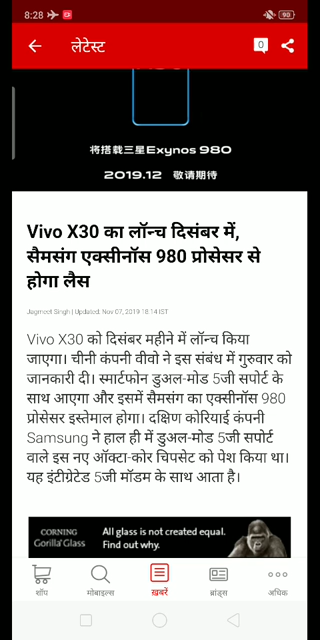 8:28
90
लेटेस्ट
0
将搭载三星Exynos 980
2019.12 敬请期待
Vivo X30 का लॉन्च दिसंबर में,
सैमसंग एक्सीनॉस 980 प्रोसेसर से
होगा लैस
Jagmeet Singh | Updated: Nov 07, 2019 18:14 IST
Vivo X30 को दिसंबर महीने में लॉन्च किया
जाएगा। चीनी कंपनी वीवो ने इस संबंध में गुरुवार को
जानकारी दी। स्मार्टफोन डुअल-मोड 5जी सपोर्ट के
साथ आएगा और इसमें सैमसंग का एक्सीनॉस 980
प्रोसेसर इस्तेमाल होगा। दक्षिण कोरियाई कंपनी
Samsung ने हाल ही में डुअल-मोड 5जी सपोर्ट
वाले इस नए ऑक्टा-कोर चिपसेट को पेश किया था।
यह इंटीग्रेटेड 5जी मॉडम के साथ आता है।
CORNING
Gorilla Glass
All glass is not created equal.
Find out why.
शॉप
मोबाइल्स
ख़बरें
ब्रांड्स
अधिक